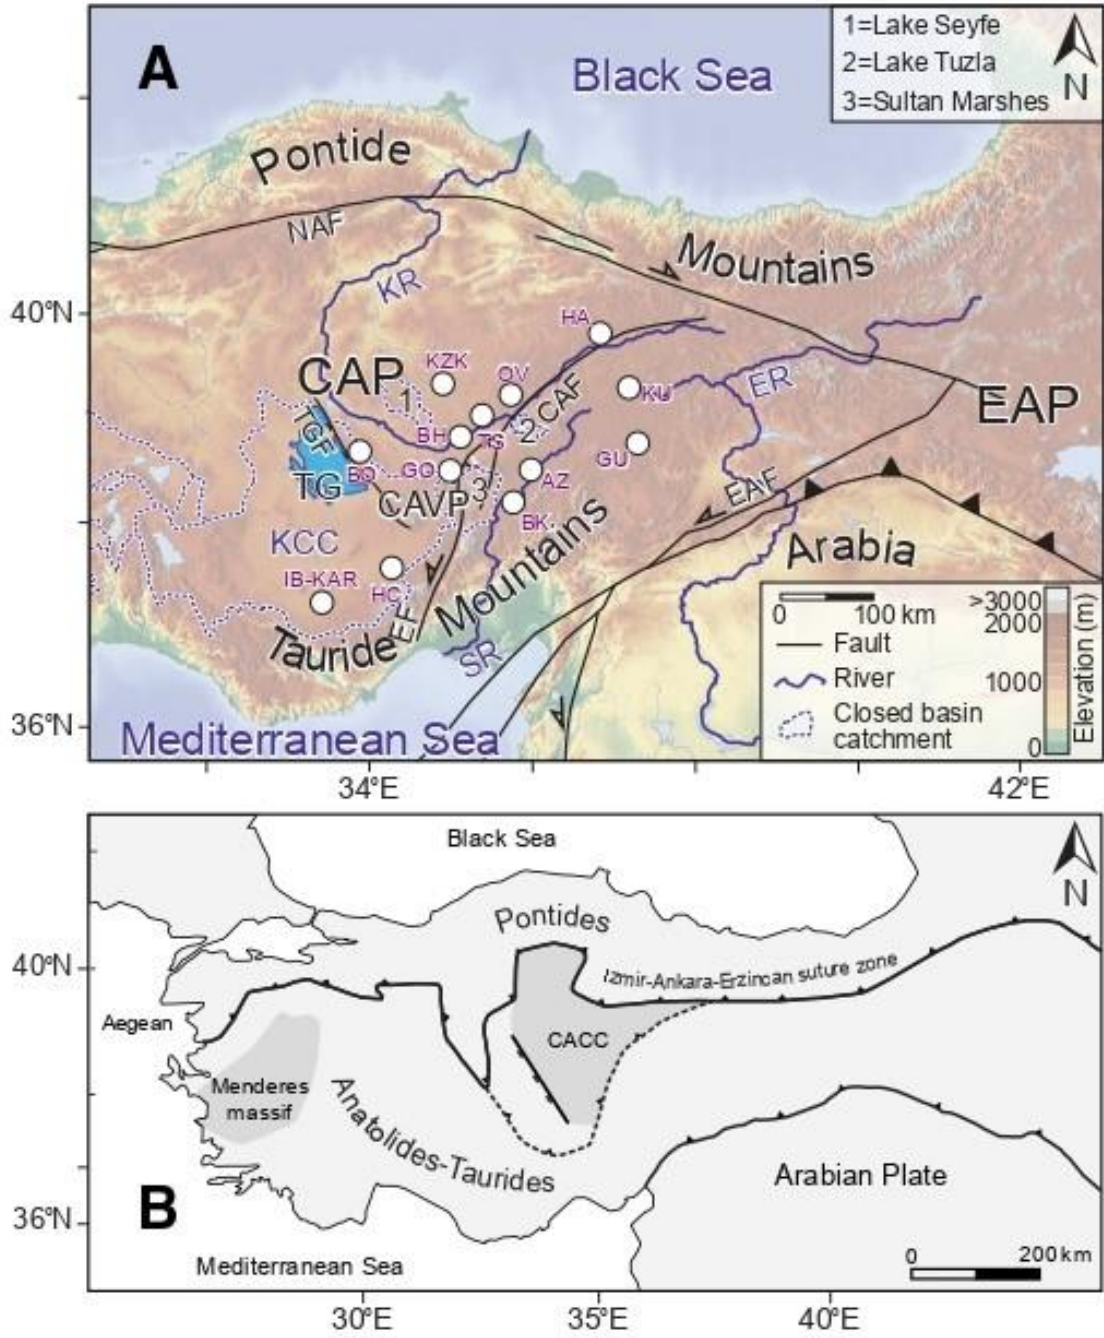 A
Black Sea
1=Lake Seyfe
2=Lake Tuzla
3=Sultan Marshes
N
Pontide
NAF
Mountains
KR
40°N
HA
CAP
KZK
OV
1
CAF
KU
ER
EAP
TGF
BH
TS
2
BO
GO
GU
TG
3
AZ
CAVP
EAF
BK
KCC
Mountains
Arabia
IB-KAR
HC
EF
Tauride
SR
36°N
Mediterranean Sea
0 100 km
Fault
River
Closed basin
catchment
>3000
2000
1000
0
Elevation (m)
34°E
42°E
Black Sea
N
Pontides
40°N
Izmir-Ankara-Erzincan suture zone
Aegean
CACC
Menderes
massif
Anatolides-Taurides
Arabian Plate
B
36°N
Mediterranean Sea
0 200 km
30°E
35°E
40°E